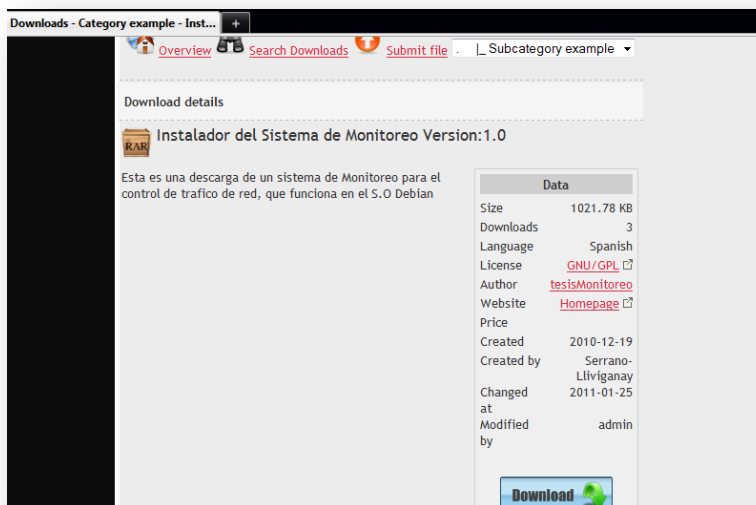 Downloads - Category example - Inst... +
Overview Search Downloads Submit file . |_ Subcategory example
Download details
RAR
Instalador del Sistema de Monitoreo Version:1.0
Esta es una descarga de un sistema de Monitoreo para el
control de trafico de red, que funciona en el S.O Debian
Data
Size 1021.78 KB
Downloads 3
Language Spanish
License GNU/GPL
Author tesisMonitoreo
Website Homepage
Price
Created 2010-12-19
Created by Serrano-
Lliviganay
Changed 2011-01-25
at
Modified admin
by
Download